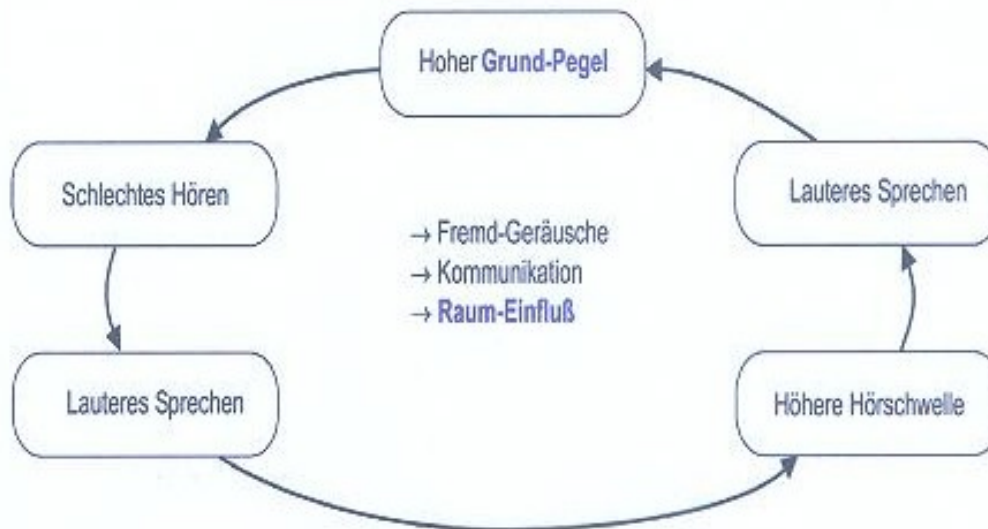 Hoher Grund-Pegel
Schlechtes Hören
Lauteres Sprechen
→ Fremd-Geräusche
→ Kommunikation
→ Raum-Einfluß
Lauteres Sprechen
Höhere Hörschwelle